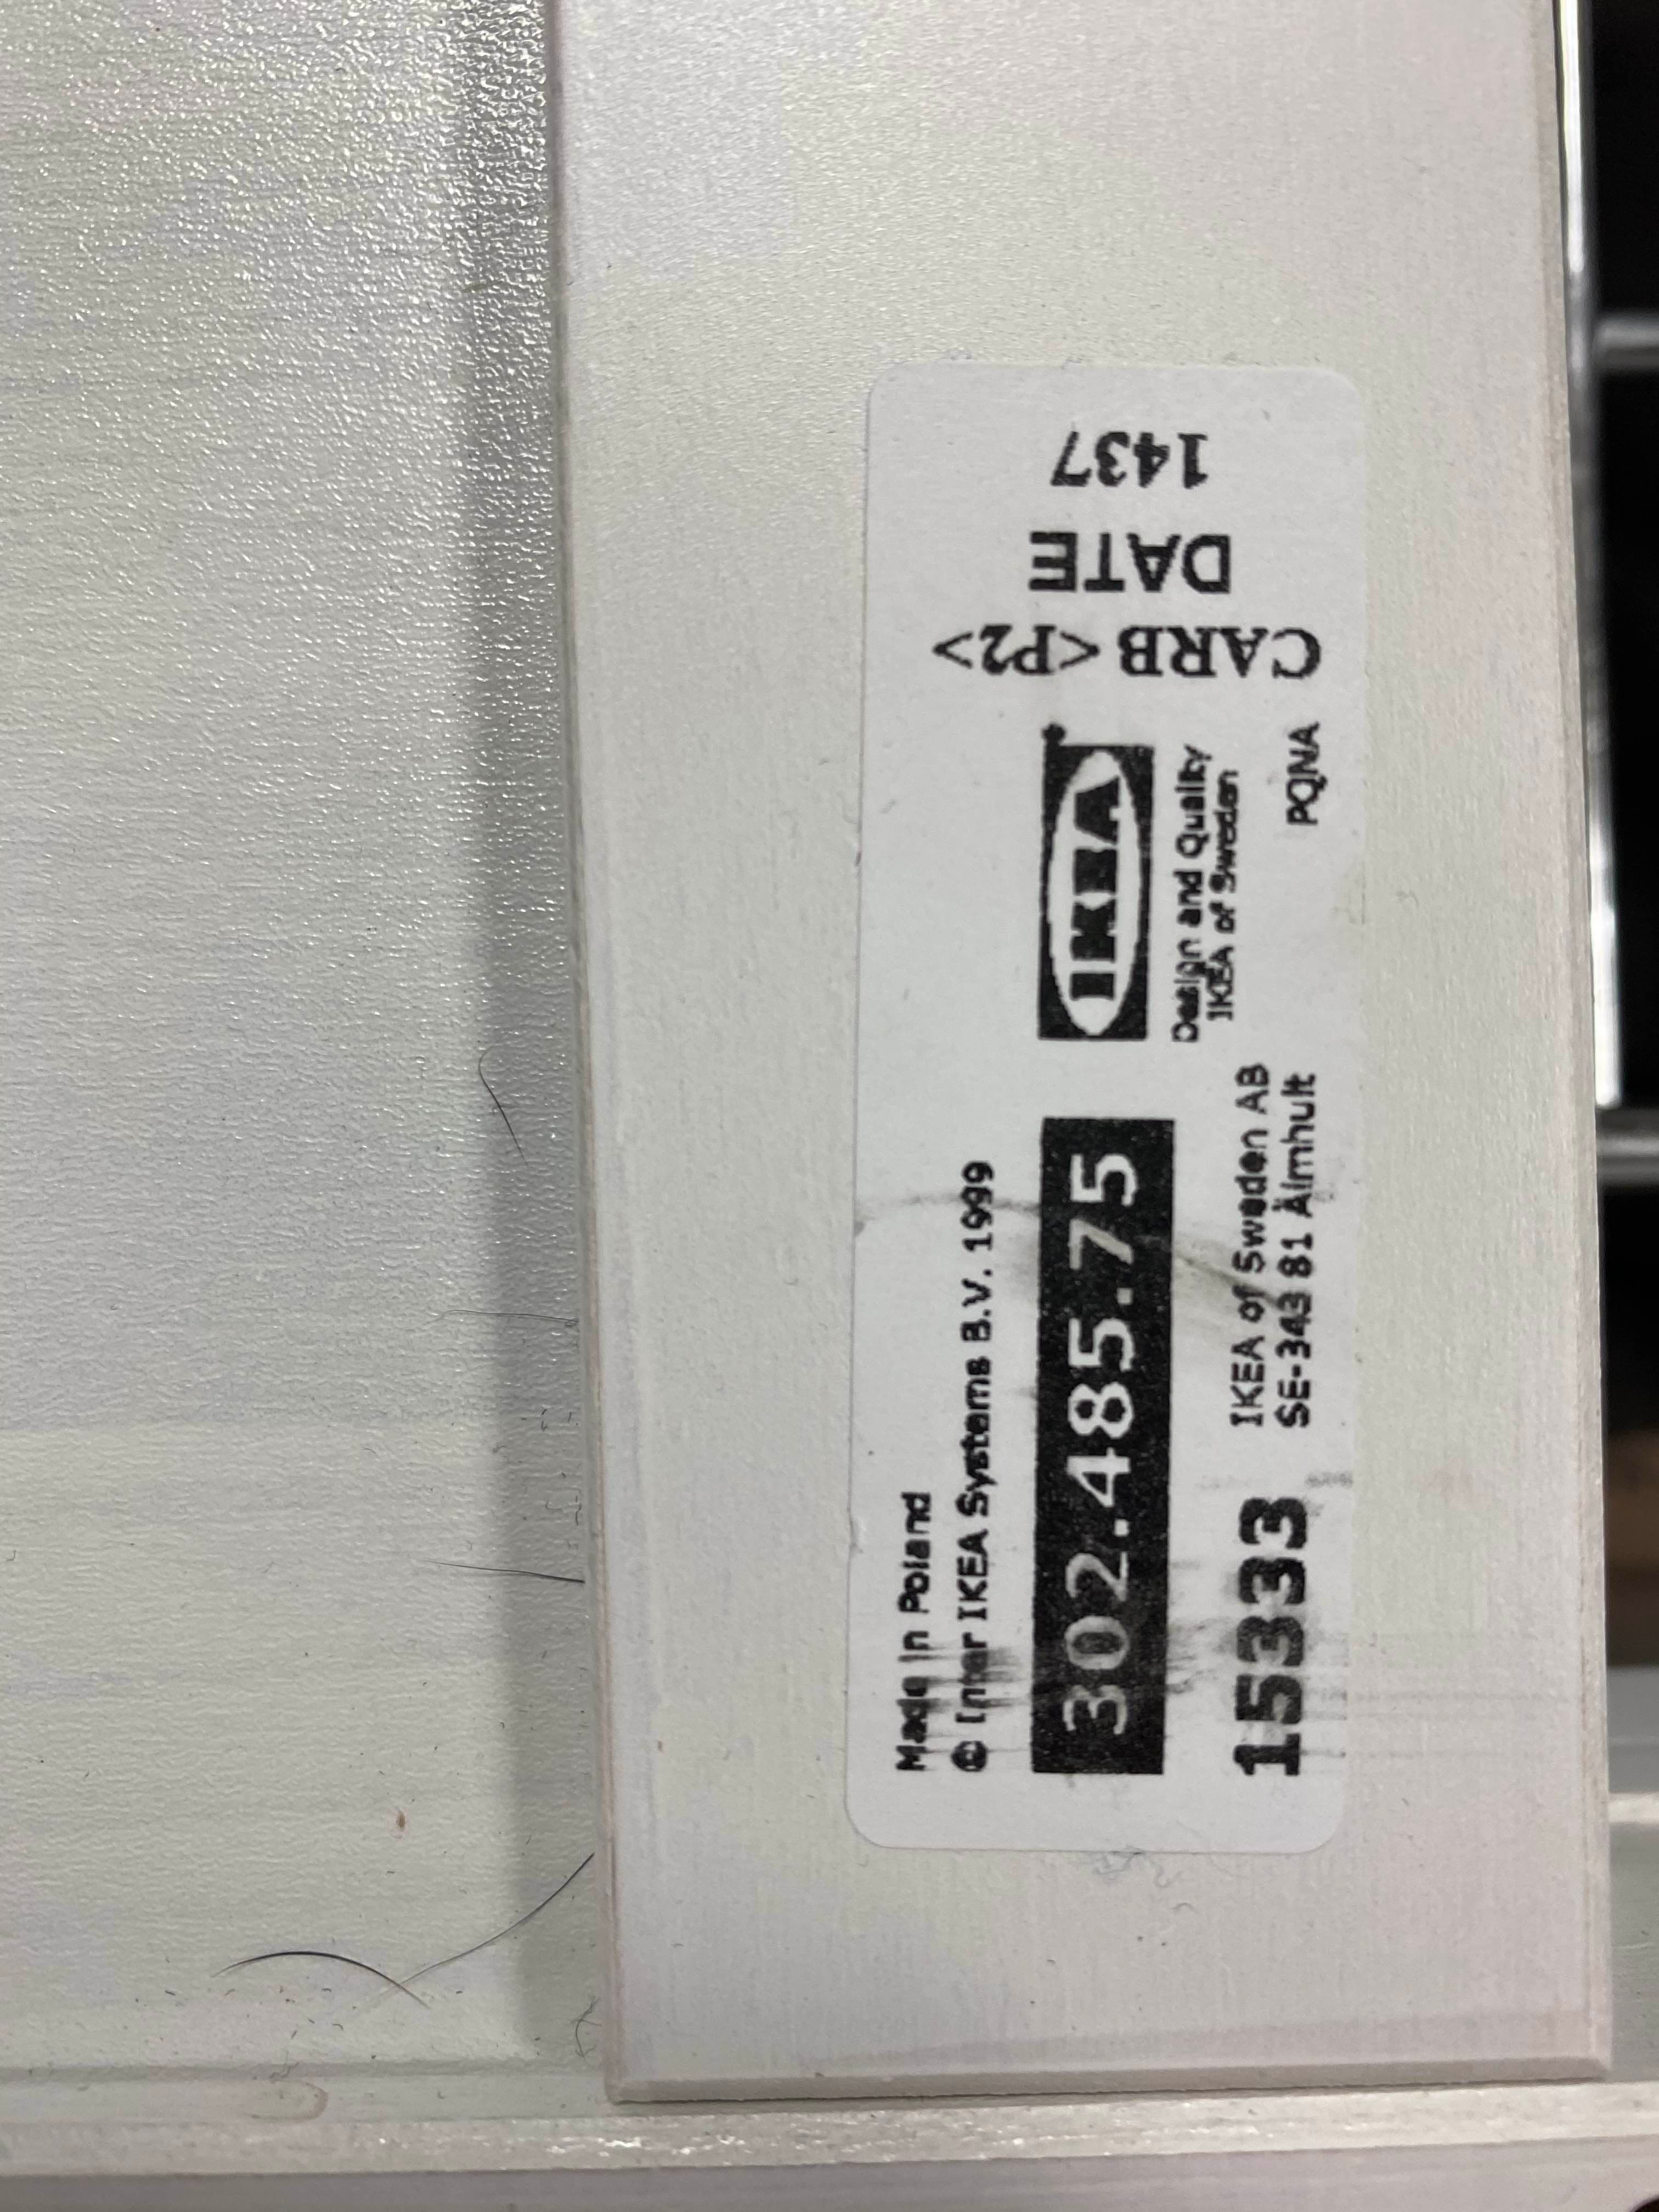 Made in Poland
© Inter IKEA Systems B.V. 1999
302.485.75
15333
IKEA of Sweden AB
SE-343 81 Älmhult
IKEA
Design and Quality
IKEA of Sweden
PQNA
CARB <P2>
DATE
1437